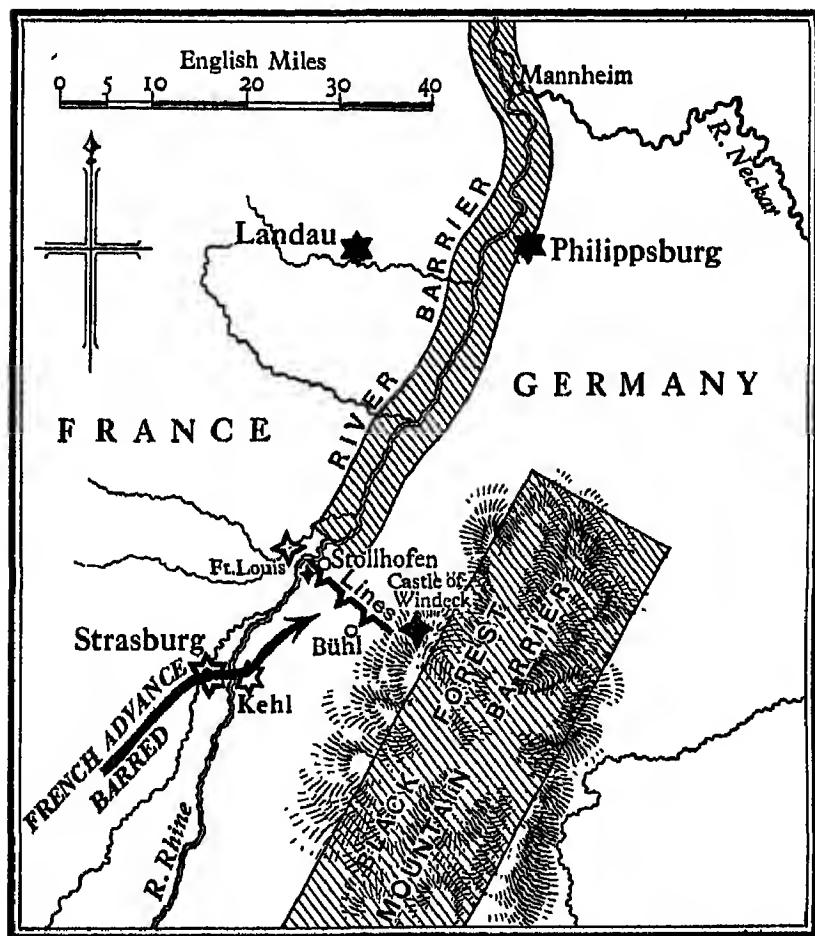 English Miles
0 5 10 20 30 40
Mannheim
R. Neckar
N
Landau
Philippsburg
RIVER BARRIER
GERMANY
FRANCE
Ft. Louis
Stollhofen
Lines
Castle of
Windeck
Bühl
Strasburg
Kehl
FRENCH ADVANCE
BARRED
R. Rhine
BLACK FOREST
MOUNTAIN BARRIER